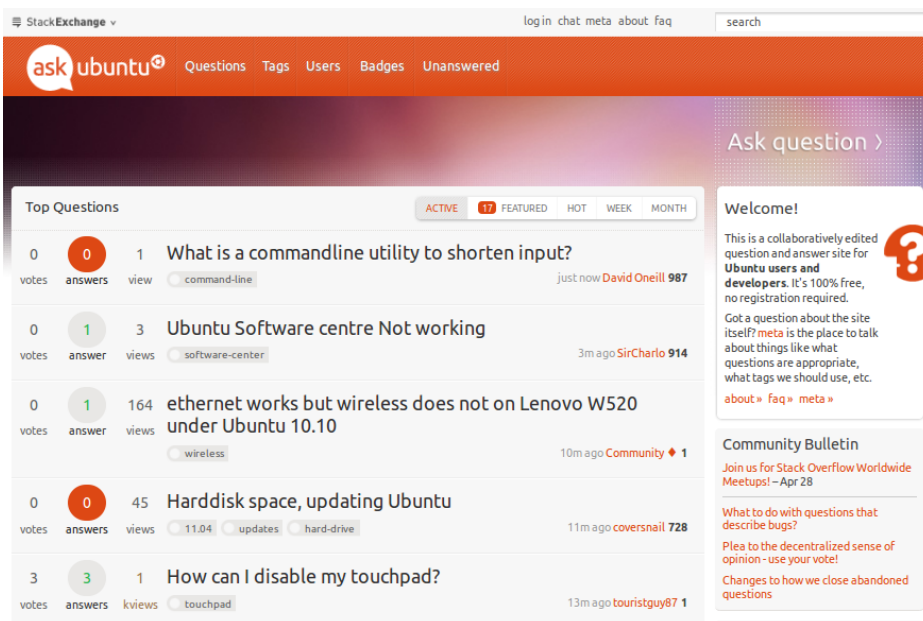 StackExchange
log in chat meta about faq
search
ask ubuntu
Questions Tags Users Badges Unanswered
Ask question
Top Questions
ACTIVE 17 FEATURED HOT WEEK MONTH
0 votes
0 answers
1 view
What is a commandline utility to shorten input?
command-line
just now David Oneill 987
0 votes
1 answer
3 views
Ubuntu Software centre Not working
software-center
3m ago SirCharlo 914
0 votes
1 answer
164 views
ethernet works but wireless does not on Lenovo W520
under Ubuntu 10.10
wireless
10m ago Community ♦ 1
0 votes
0 answers
45 views
Harddisk space, updating Ubuntu
11.04 updates hard-drive
11m ago coversnail 728
3 votes
3 answers
1 kviews
How can I disable my touchpad?
touchpad
13m ago touristguy87 1
Welcome!
This is a collaboratively edited
question and answer site for
Ubuntu users and
developers. It's 100% free,
no registration required.
Got a question about the site
itself? meta is the place to talk
about things like what
questions are appropriate,
what tags we should use, etc.
about » faq » meta »
Community Bulletin
Join us for Stack Overflow Worldwide
Meetups! – Apr 28
What to do with questions that
describe bugs?
Plea to the decentralized sense of
opinion - use your vote!
Changes to how we close abandoned
questions